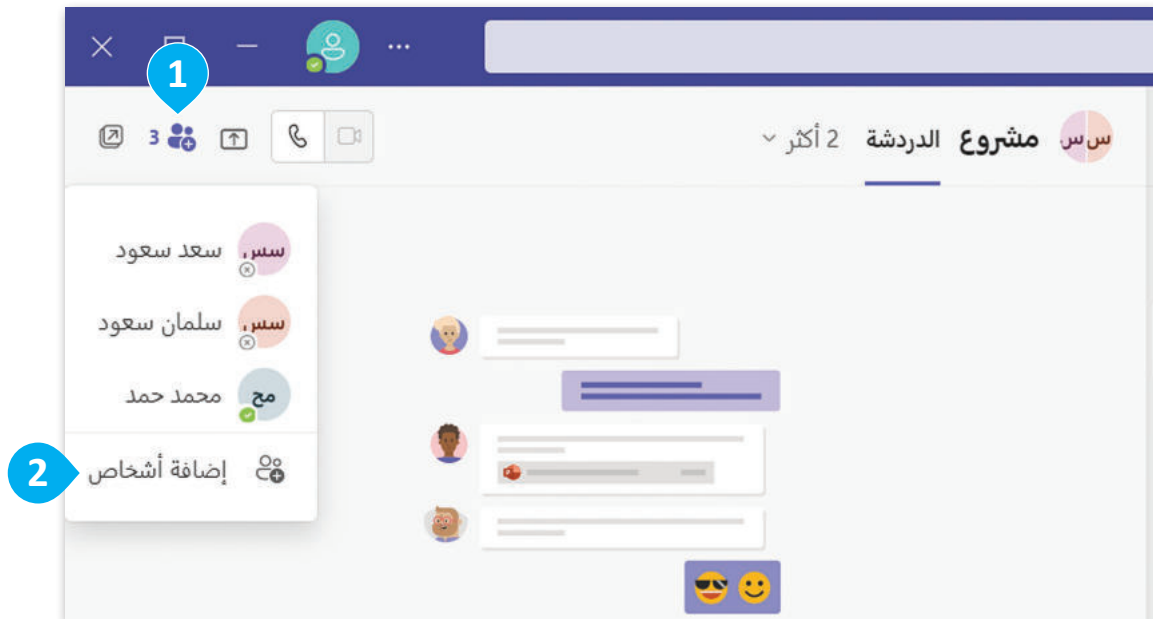 ...
1
س س مشروع الدردشة 2 أكثر
3
سس سعد سعود
سس سلمان سعود
مح محمد حمد
إضافة أشخاص
2